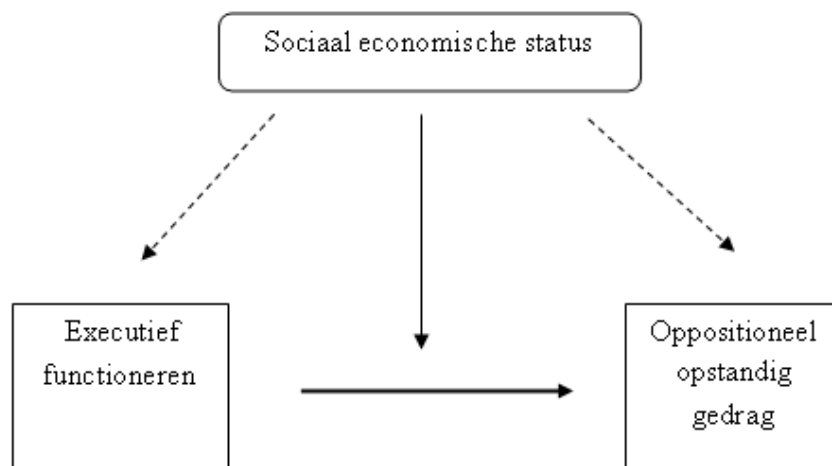 Sociaal economische status
Executief
functioneren
Oppositioneel
opstandig
gedrag